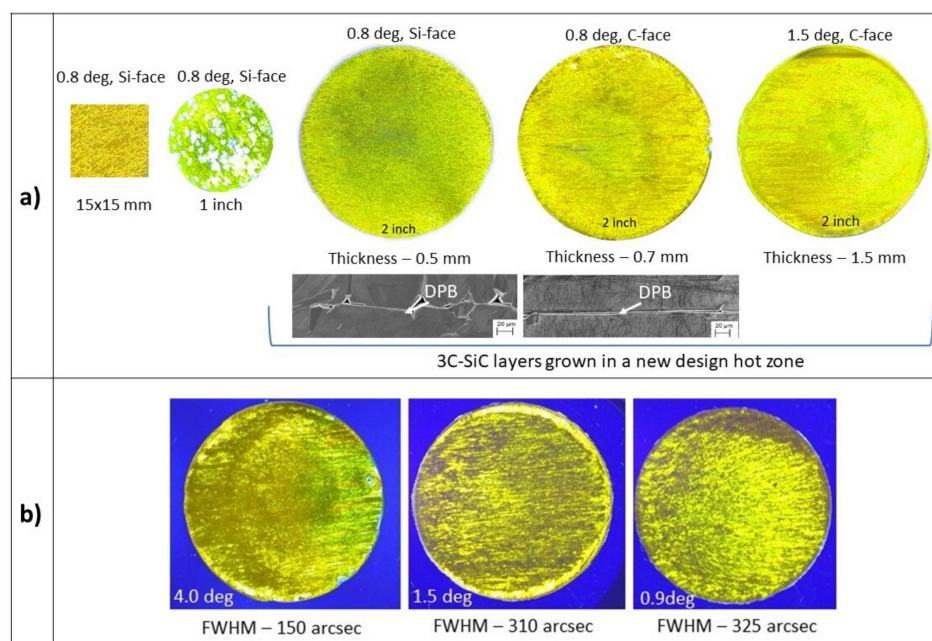 a)
0.8 deg, Si-face
0.8 deg, Si-face
0.8 deg, Si-face
0.8 deg, C-face
1.5 deg, C-face
15x15 mm
1 inch
2 inch
2 inch
2 inch
Thickness – 0.5 mm
Thickness – 0.7 mm
Thickness – 1.5 mm
DPB
20 µm
DPB
20 µm
3C-SiC layers grown in a new design hot zone
b)
4.0 deg
1.5 deg
0.9deg
FWHM – 150 arcsec
FWHM – 310 arcsec
FWHM – 325 arcsec